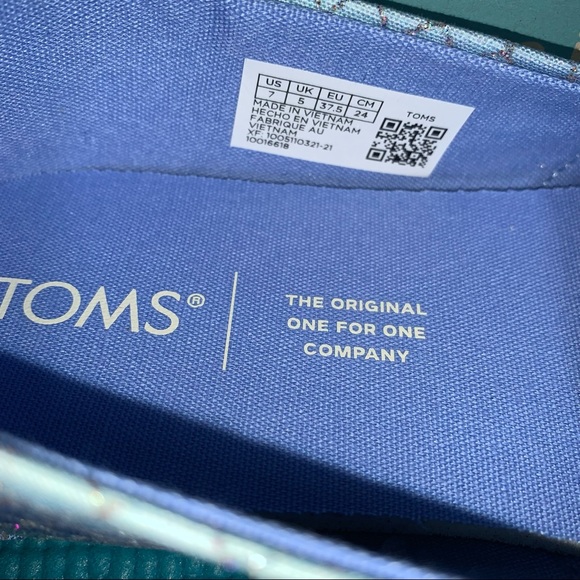 US UK EU CM
7 5 37.5 24
TOMS
MADE IN VIETNAM
HECHO EN VIETNAM
FABRIQUE AU
VIETNAM
XF: 1005110321-21
10016618
TOMS®
THE ORIGINAL
ONE FOR ONE
COMPANY